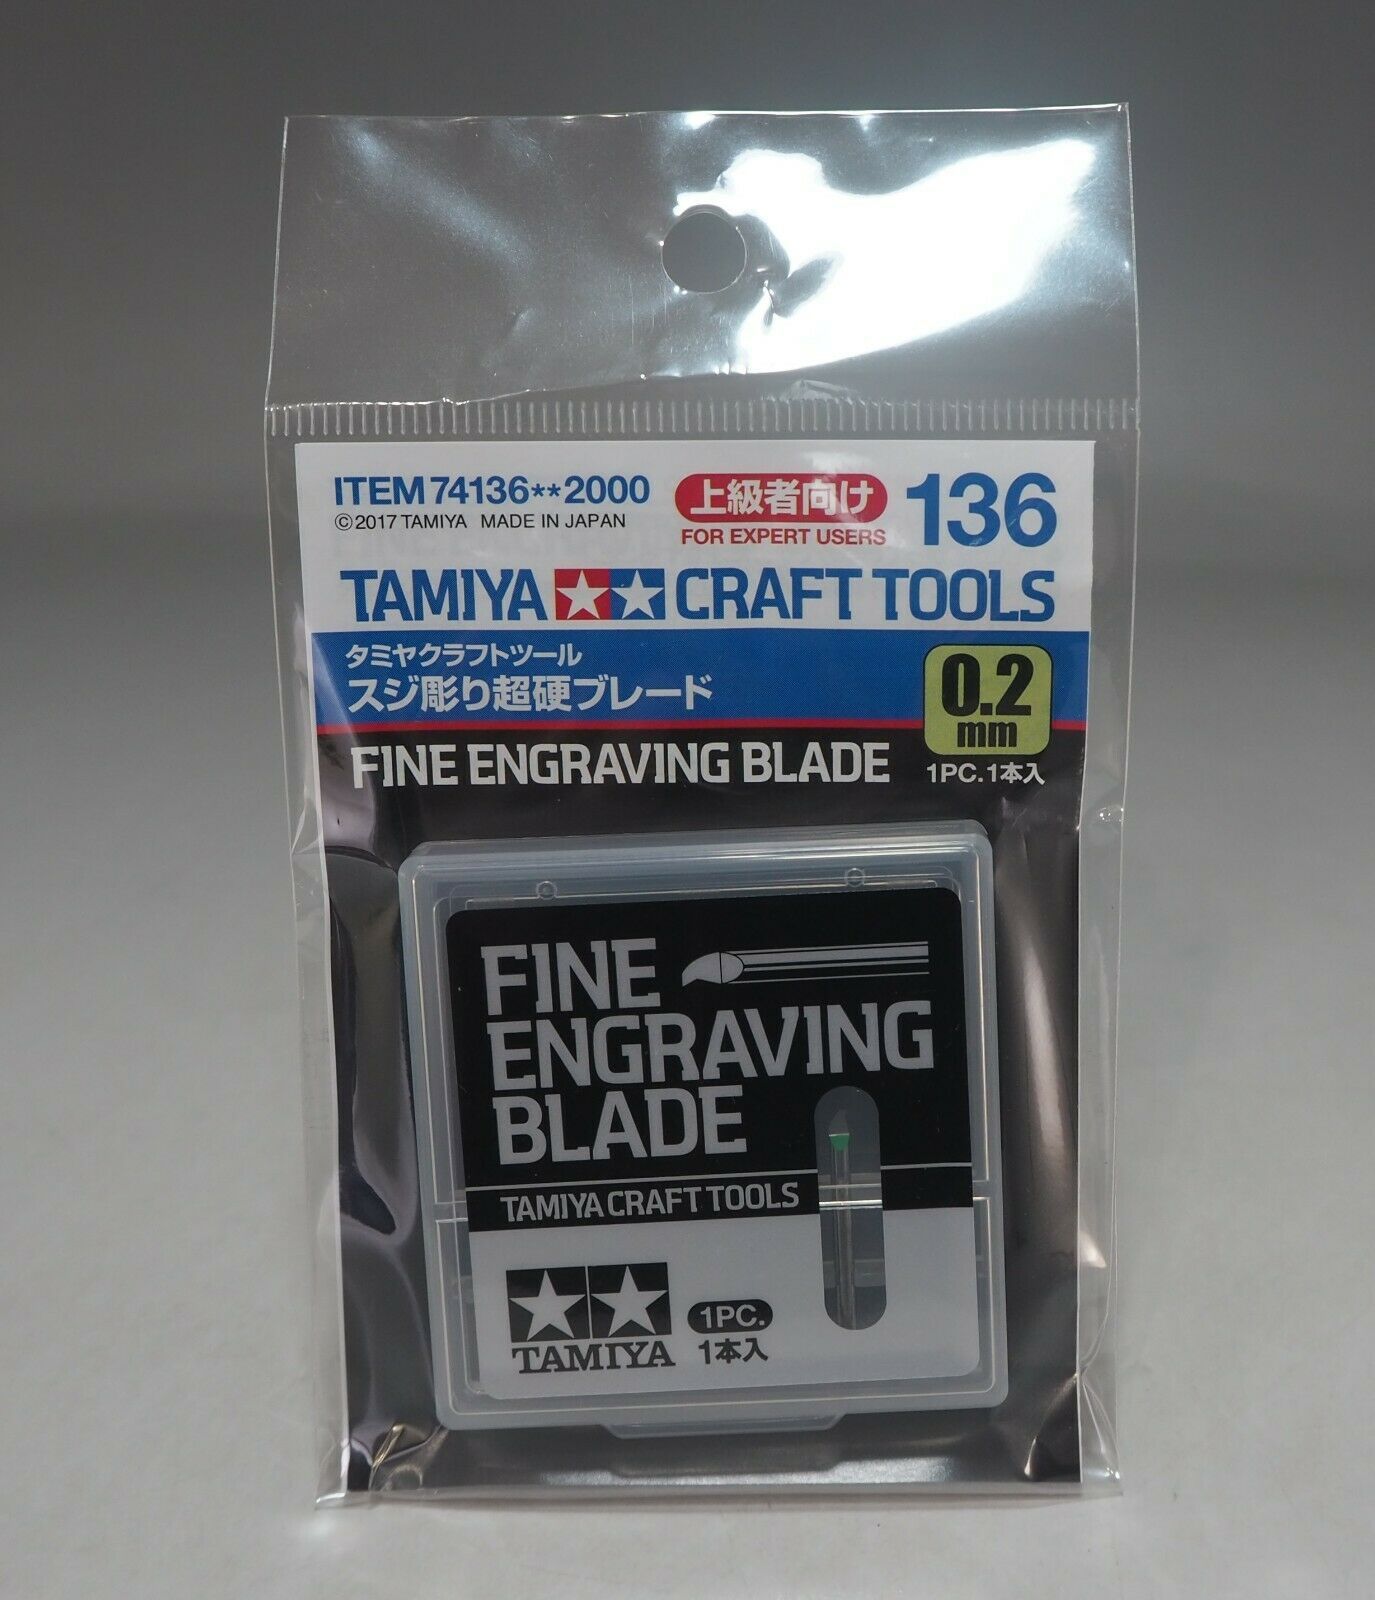 ITEM 74136**2000
©2017 TAMIYA MADE IN JAPAN
上級者向け
FOR EXPERT USERS
136
TAMIYA CRAFT TOOLS
タミヤクラフトツール
スジ彫り超硬ブレード
0.2
mm
FINE ENGRAVING BLADE
1PC.1本入
FINE
ENGRAVING
BLADE
TAMIYA CRAFT TOOLS
TAMIYA
1PC.
1本入